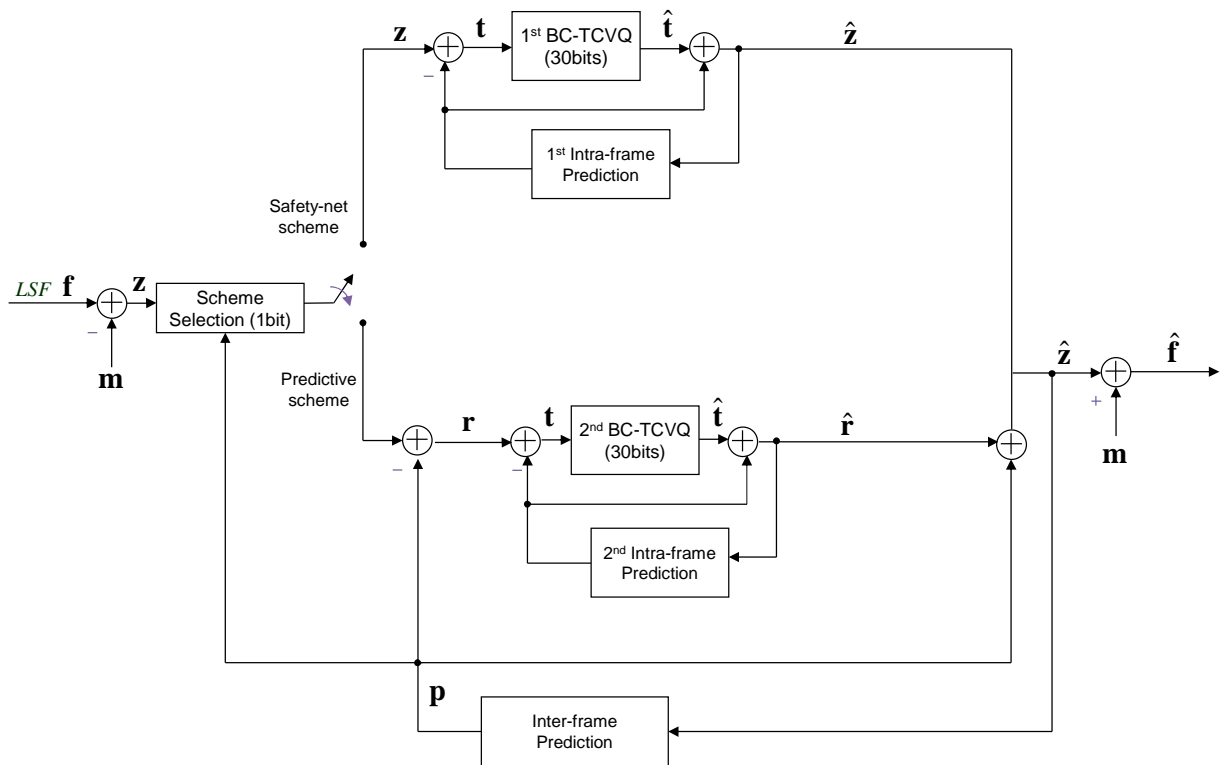 z
t
1st BC-TCVQ
(30bits)
t̂
ẑ
−
1st Intra-frame
Prediction
Safety-net
scheme
LSF f
z
Scheme
Selection (1bit)
−
m
Predictive
scheme
r
t
2nd BC-TCVQ
(30bits)
t̂
r̂
−
−
2nd Intra-frame
Prediction
ẑ
f̂
+
m
p
Inter-frame
Prediction